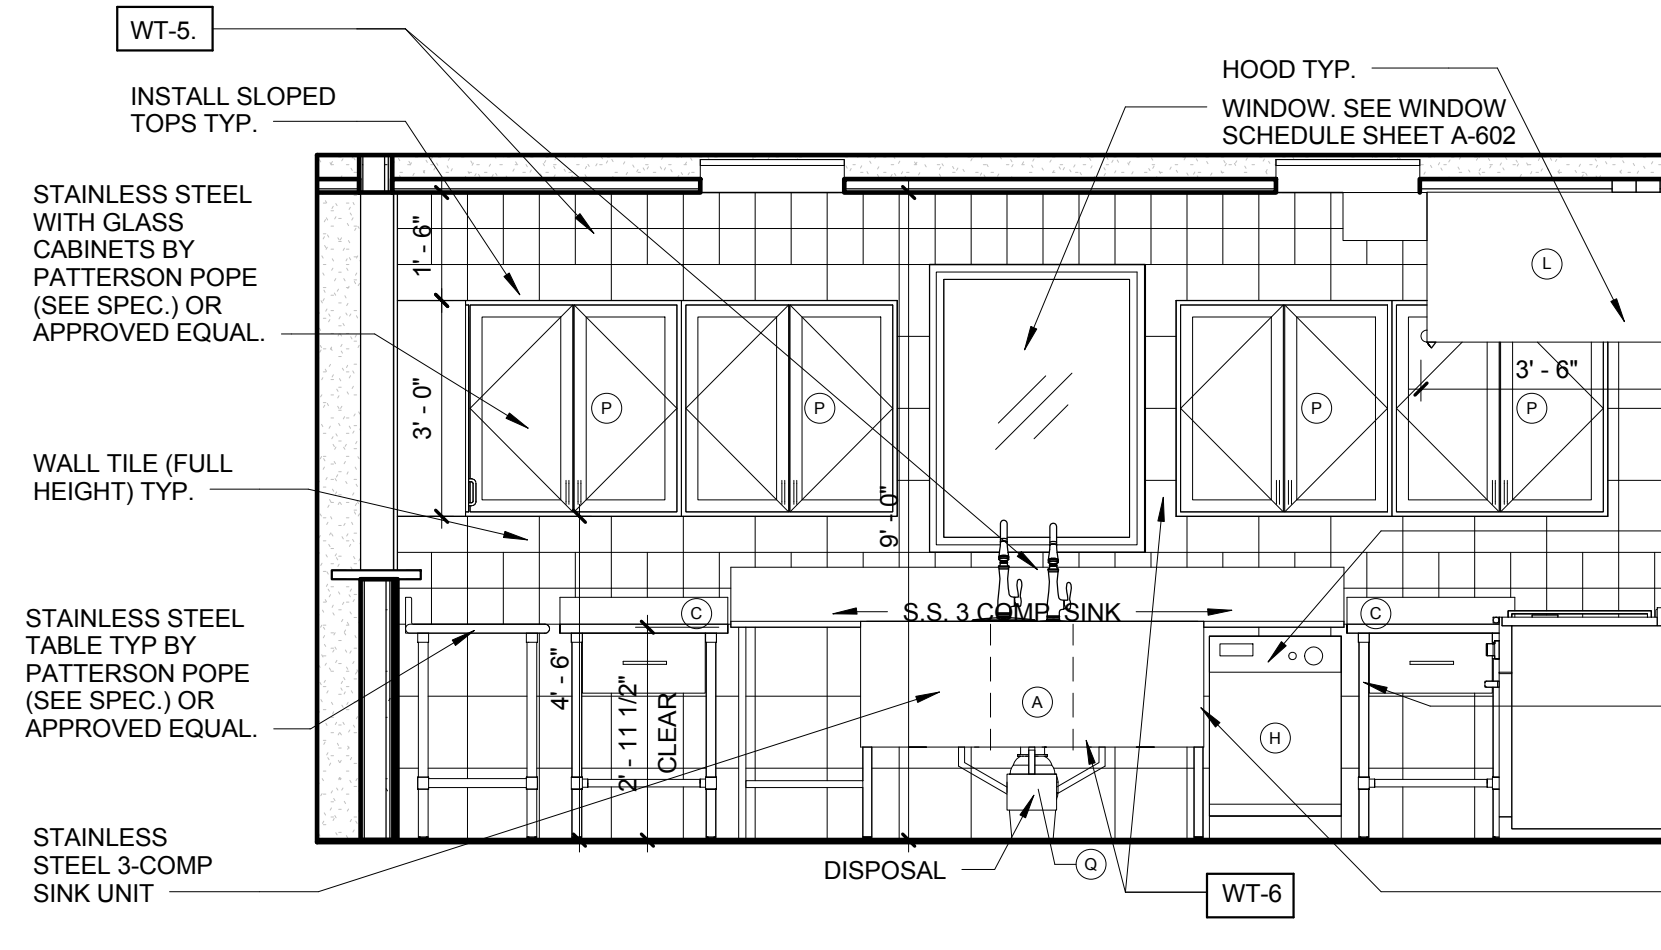 WT-5.
INSTALL SLOPED
TOPS TYP.
STAINLESS STEEL
WITH GLASS
CABINETS BY
PATTERSON POPE
(SEE SPEC.) OR
APPROVED EQUAL.
WALL TILE (FULL
HEIGHT) TYP.
STAINLESS STEEL
TABLE TYP BY
PATTERSON POPE
(SEE SPEC.) OR
APPROVED EQUAL.
STAINLESS
STEEL 3-COMP
SINK UNIT
HOOD TYP.
WINDOW. SEE WINDOW
SCHEDULE SHEET A-602
1' - 6"
3' - 0"
9' - 0"
3' - 6"
L
P
P
P
P
C
S.S. 3 COMP. SINK
C
4' - 6"
2' - 11 1/2"
CLEAR
A
H
DISPOSAL
Q
WT-6